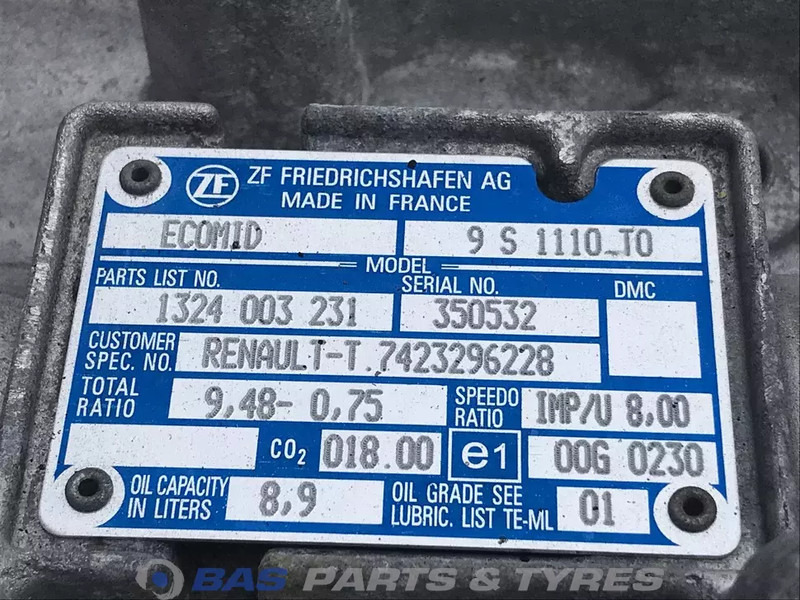 ZF ZF FRIEDRICHSHAFEN AG
MADE IN FRANCE
ECOMID 9 S 1110 TO
MODEL
PARTS LIST NO. SERIAL NO. DMC
1324 003 231 350532
CUSTOMER
SPEC. NO. RENAULT-T 7423296228
TOTAL
RATIO 9,48- 0,75 SPEEDO
RATIO IMP/U 8,00
CO2 018.00 e1 00G 0230
OIL CAPACITY
IN LITERS 8,9 OIL GRADE SEE
LUBRIC. LIST TE-ML 01
BAS PARTS & TYRES